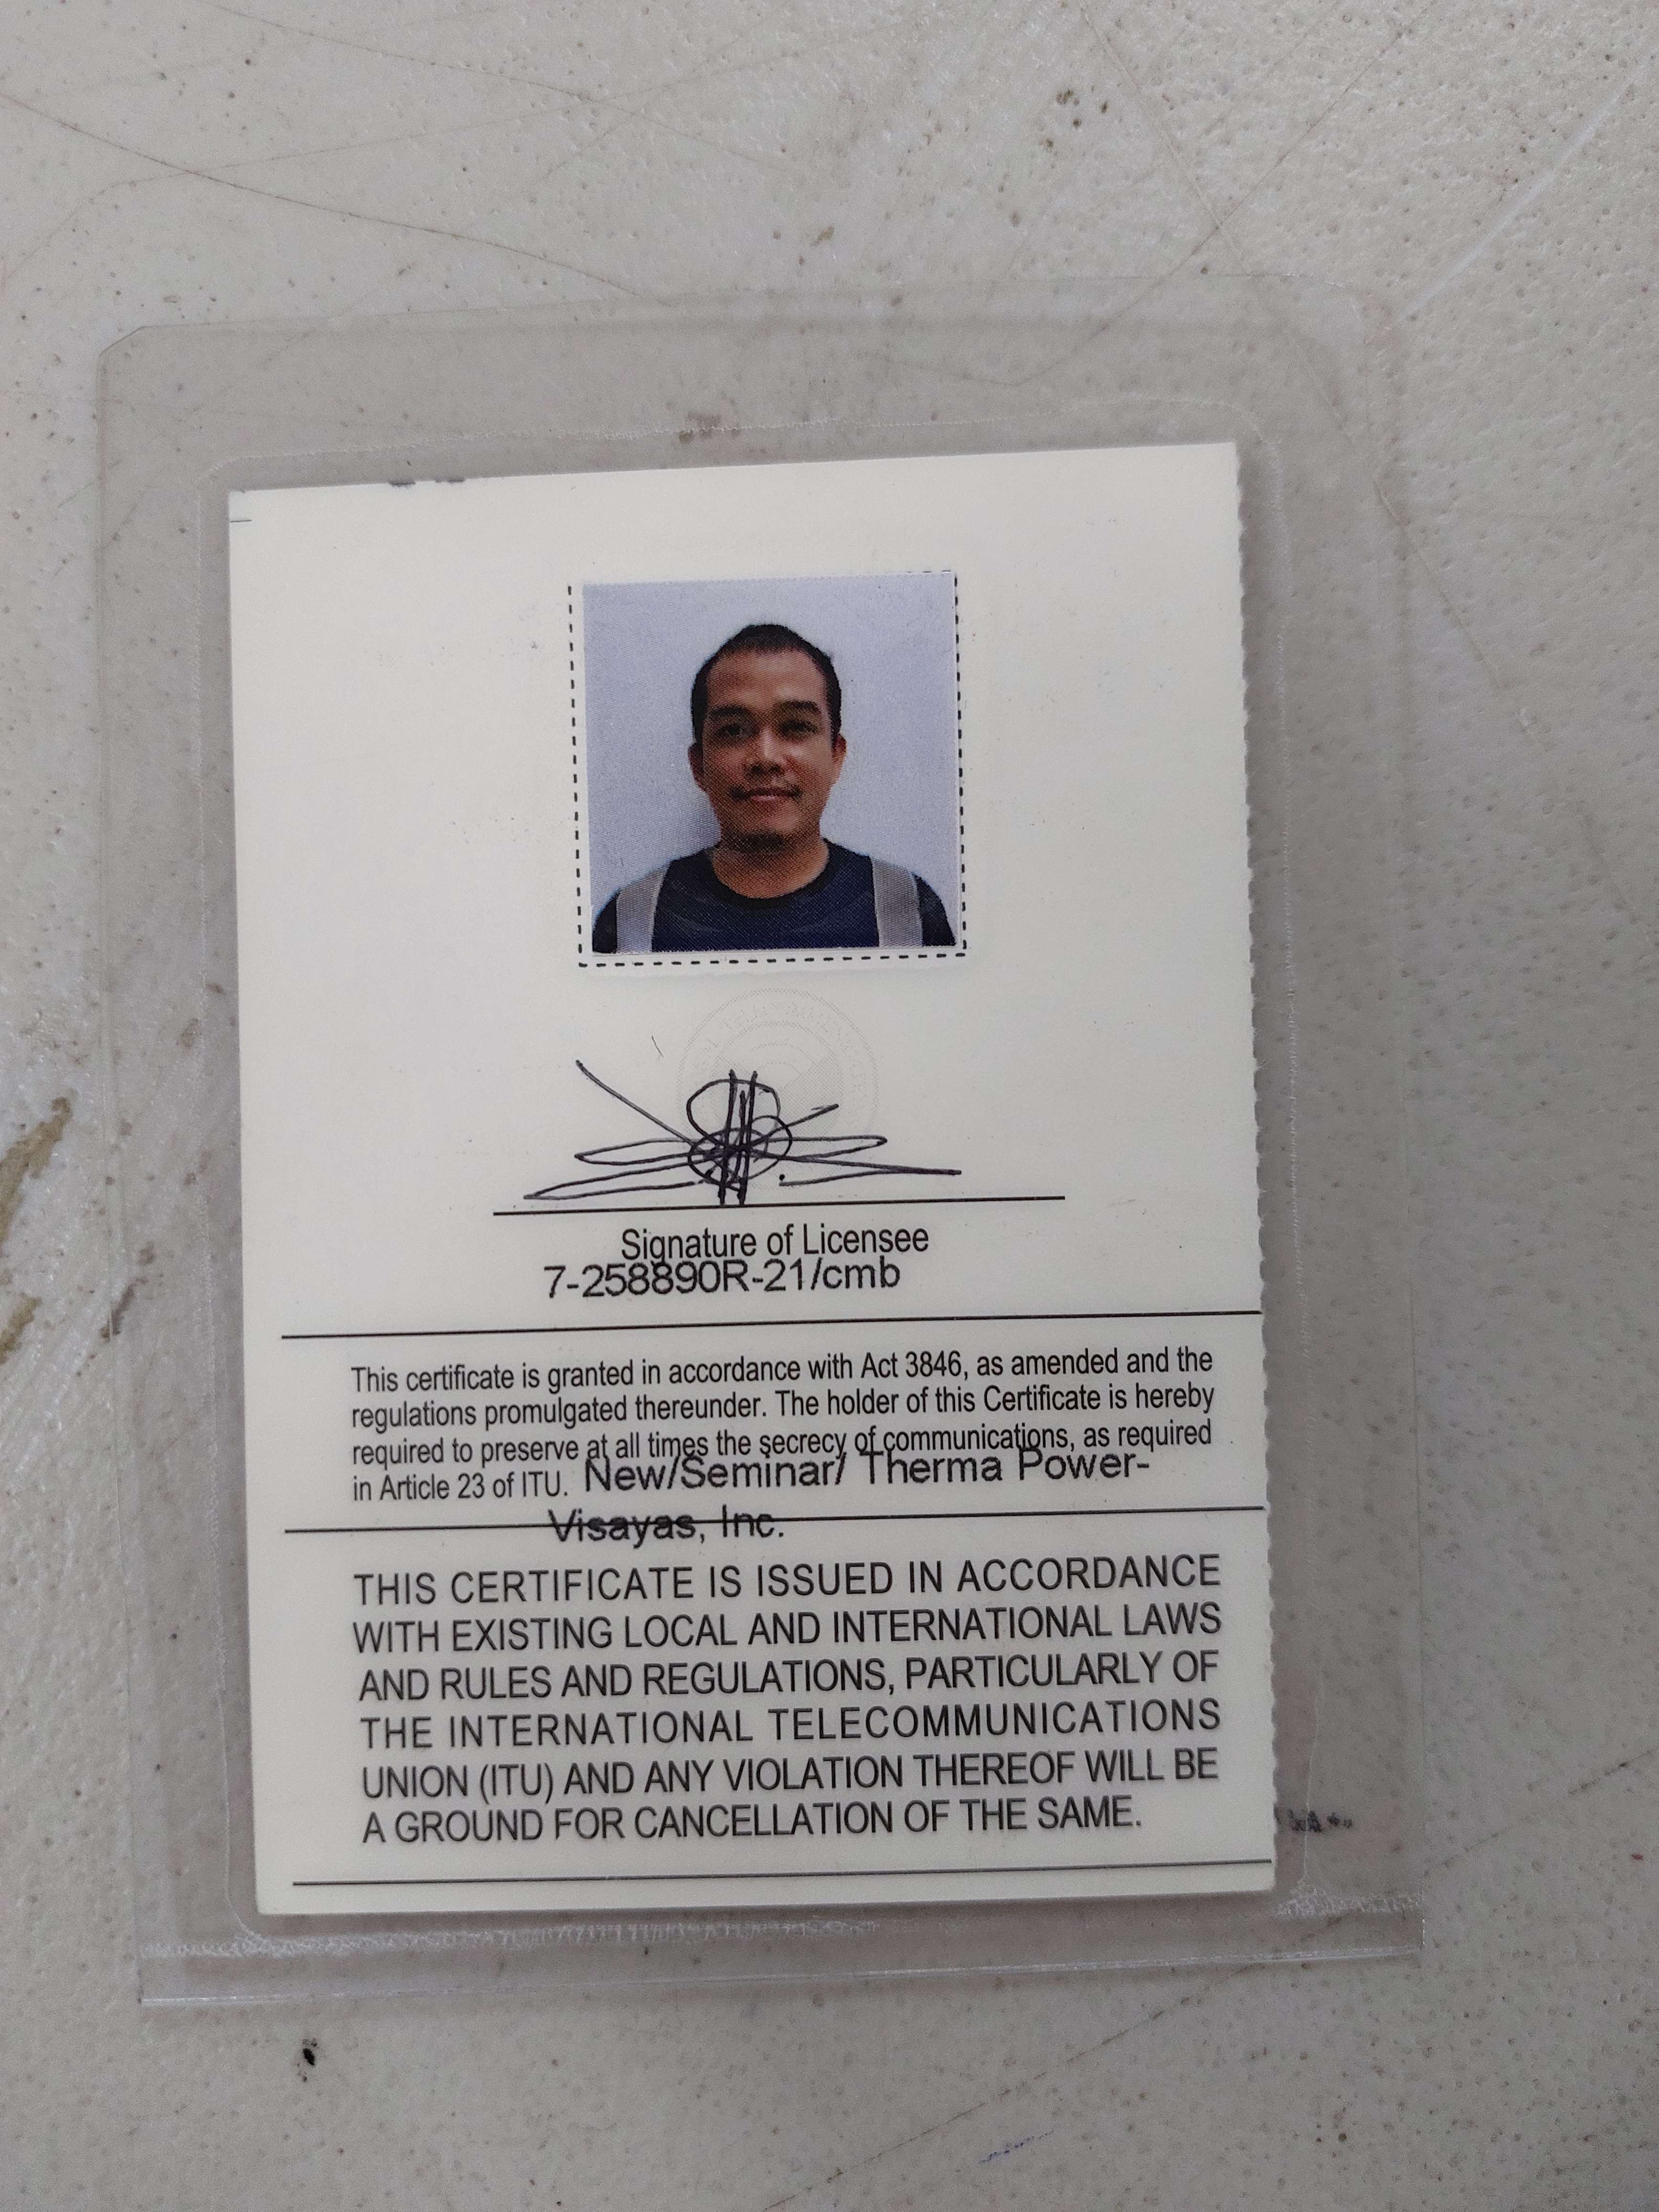 Signature of Licensee
7-258890R-21/cmb
This certificate is granted in accordance with Act 3846, as amended and the
regulations promulgated thereunder. The holder of this Certificate is hereby
required to preserve at all times the secrecy of communications, as required
in Article 23 of ITU. New/Seminar/ Therma Power-
Visayas, Inc.
THIS CERTIFICATE IS ISSUED IN ACCORDANCE
WITH EXISTING LOCAL AND INTERNATIONAL LAWS
AND RULES AND REGULATIONS, PARTICULARLY OF
THE INTERNATIONAL TELECOMMUNICATIONS
UNION (ITU) AND ANY VIOLATION THEREOF WILL BE
A GROUND FOR CANCELLATION OF THE SAME.